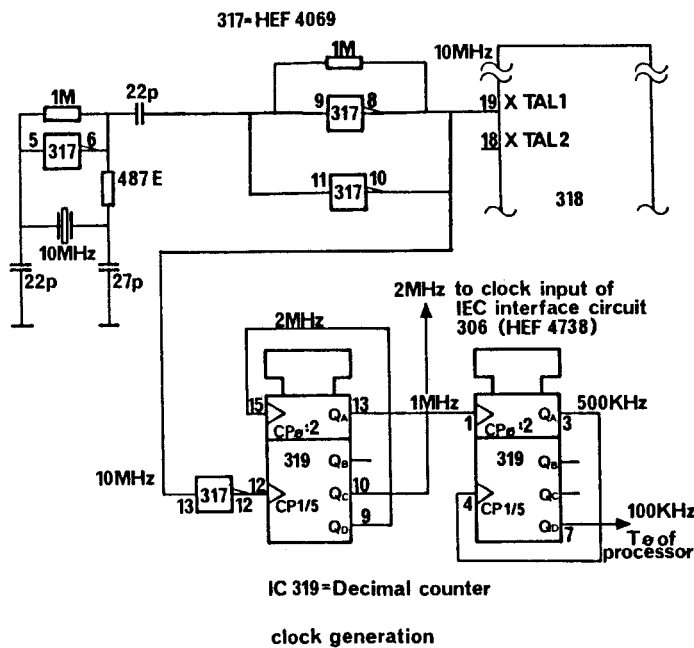 317=HEF 4069
1M
10MHz
1M
22p
9
317
8
19
X TAL1
5
317
6
18
X TAL2
11
317
10
487 E
318
10MHz
22p
27p
2MHz to clock input of
IEC interface circuit
306 (HEF 4738)
2MHz
15
QA
13
1MHz
1
QA
500KHz
3
CPø:2
CPø:2
319
QB
319
QB
10MHz
317
13
12
12
CP1/5
QC
10
4
CP1/5
QC
QD
9
QD
7
100KHz
Tø of
processor
IC 319=Decimal counter
clock generation